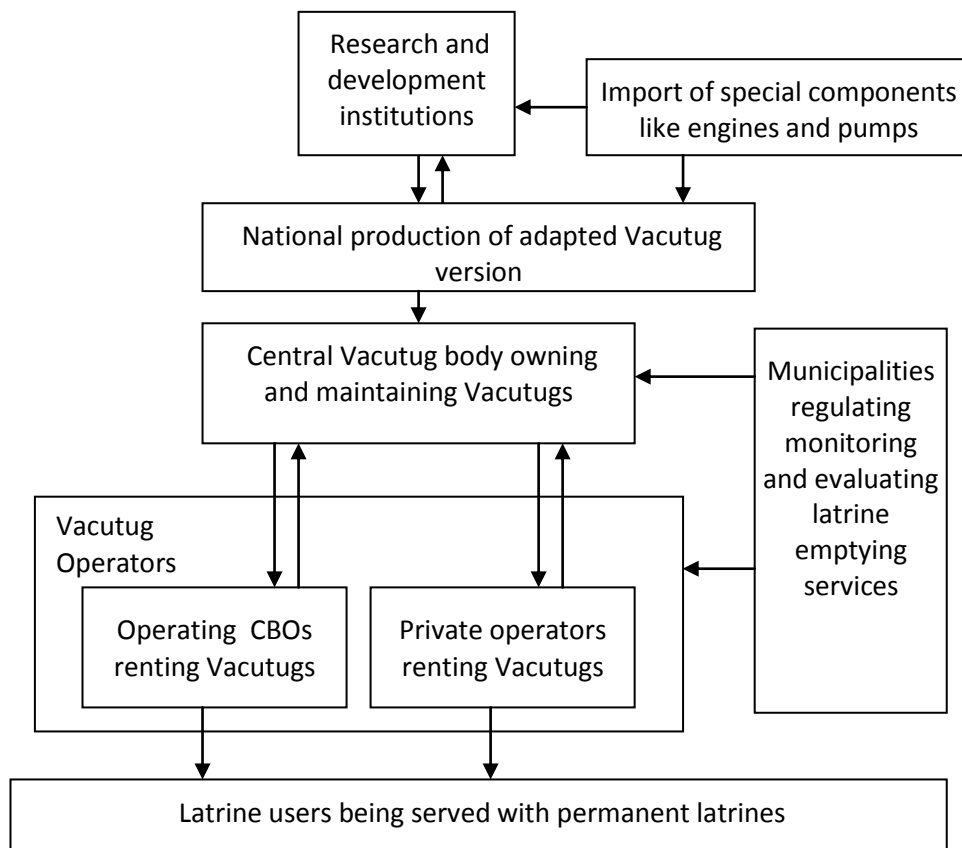 Research and
development
institutions
Import of special components
like engines and pumps
National production of adapted Vacutug
version
Central Vacutug body owning
and maintaining Vacutugs
Municipalities
regulating
monitoring
and evaluating
latrine
emptying
services
Vacutug
Operators
Operating CBOs
renting Vacutugs
Private operators
renting Vacutugs
Latrine users being served with permanent latrines